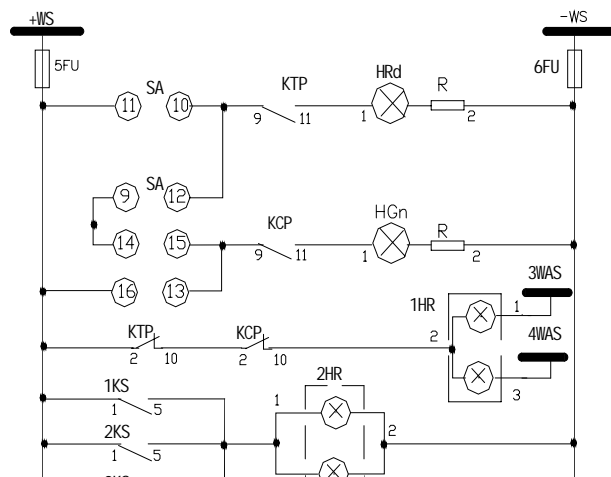 +WS -WS
5FU 6FU
SA KTP HRd R
11 10 9 11 1 2
SA
9 12
KCP HGn R
14 15 9 11 1 2
3WAS
16 13
1HR 1
4WAS
KTP KCP 2
2 10 2 10
3
1KS 2HR
1 5 1
2KS 2
1 5